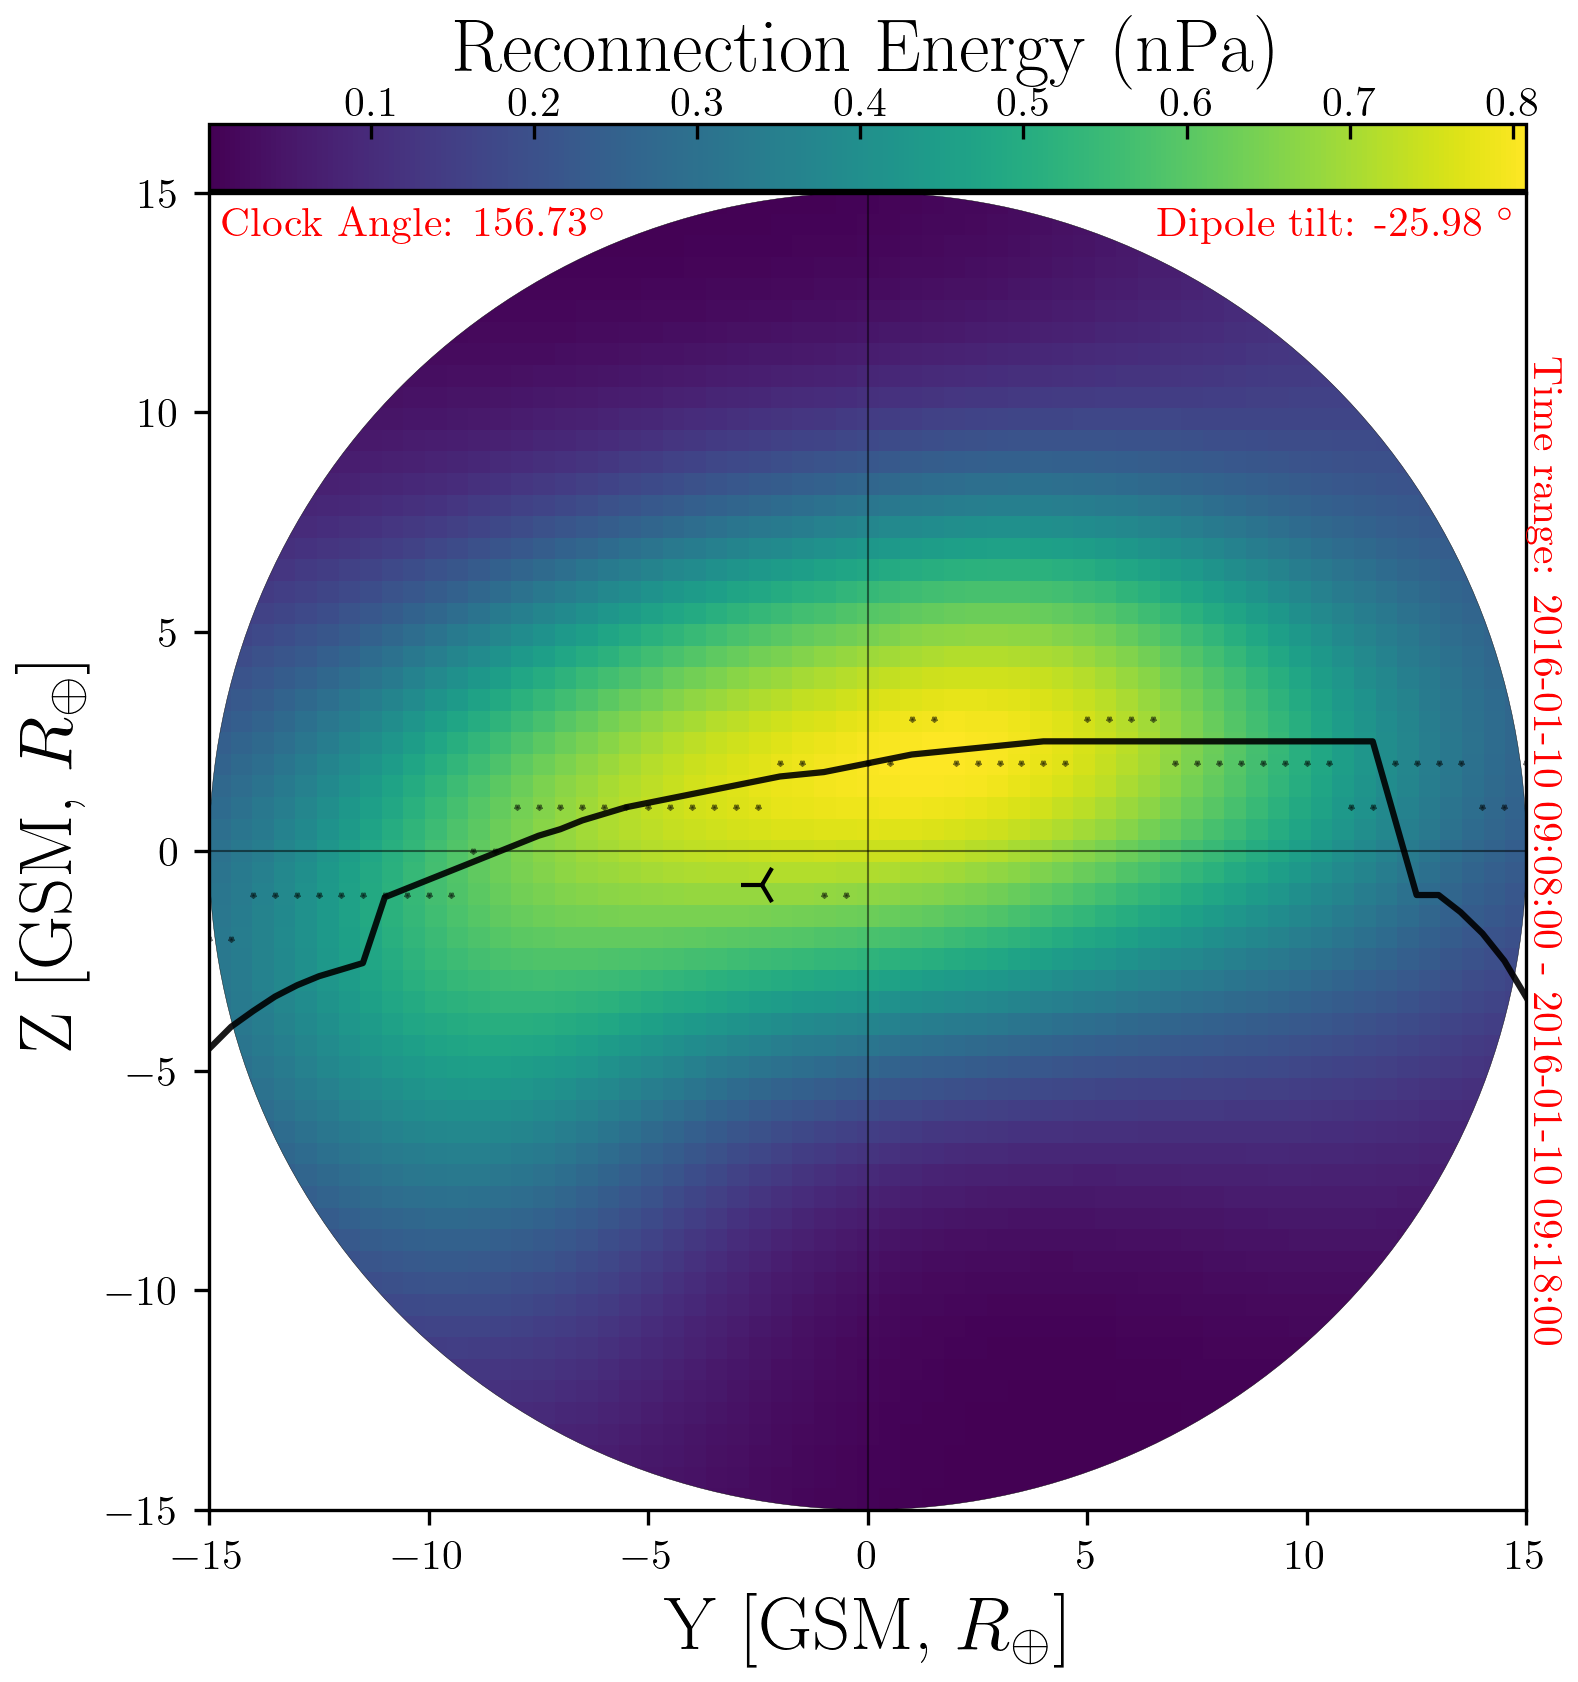 Reconnection Energy (nPa)
0.1 0.2 0.3 0.4 0.5 0.6 0.7 0.8
Clock Angle: 156.73°
Dipole tilt: -25.98 °
Time range: 2016-01-10 09:08:00 - 2016-01-10 09:18:00
15
10
5
0
−5
−10
−15
Z [GSM, R⊕]
−15 −10 −5 0 5 10 15
Y [GSM, R⊕]